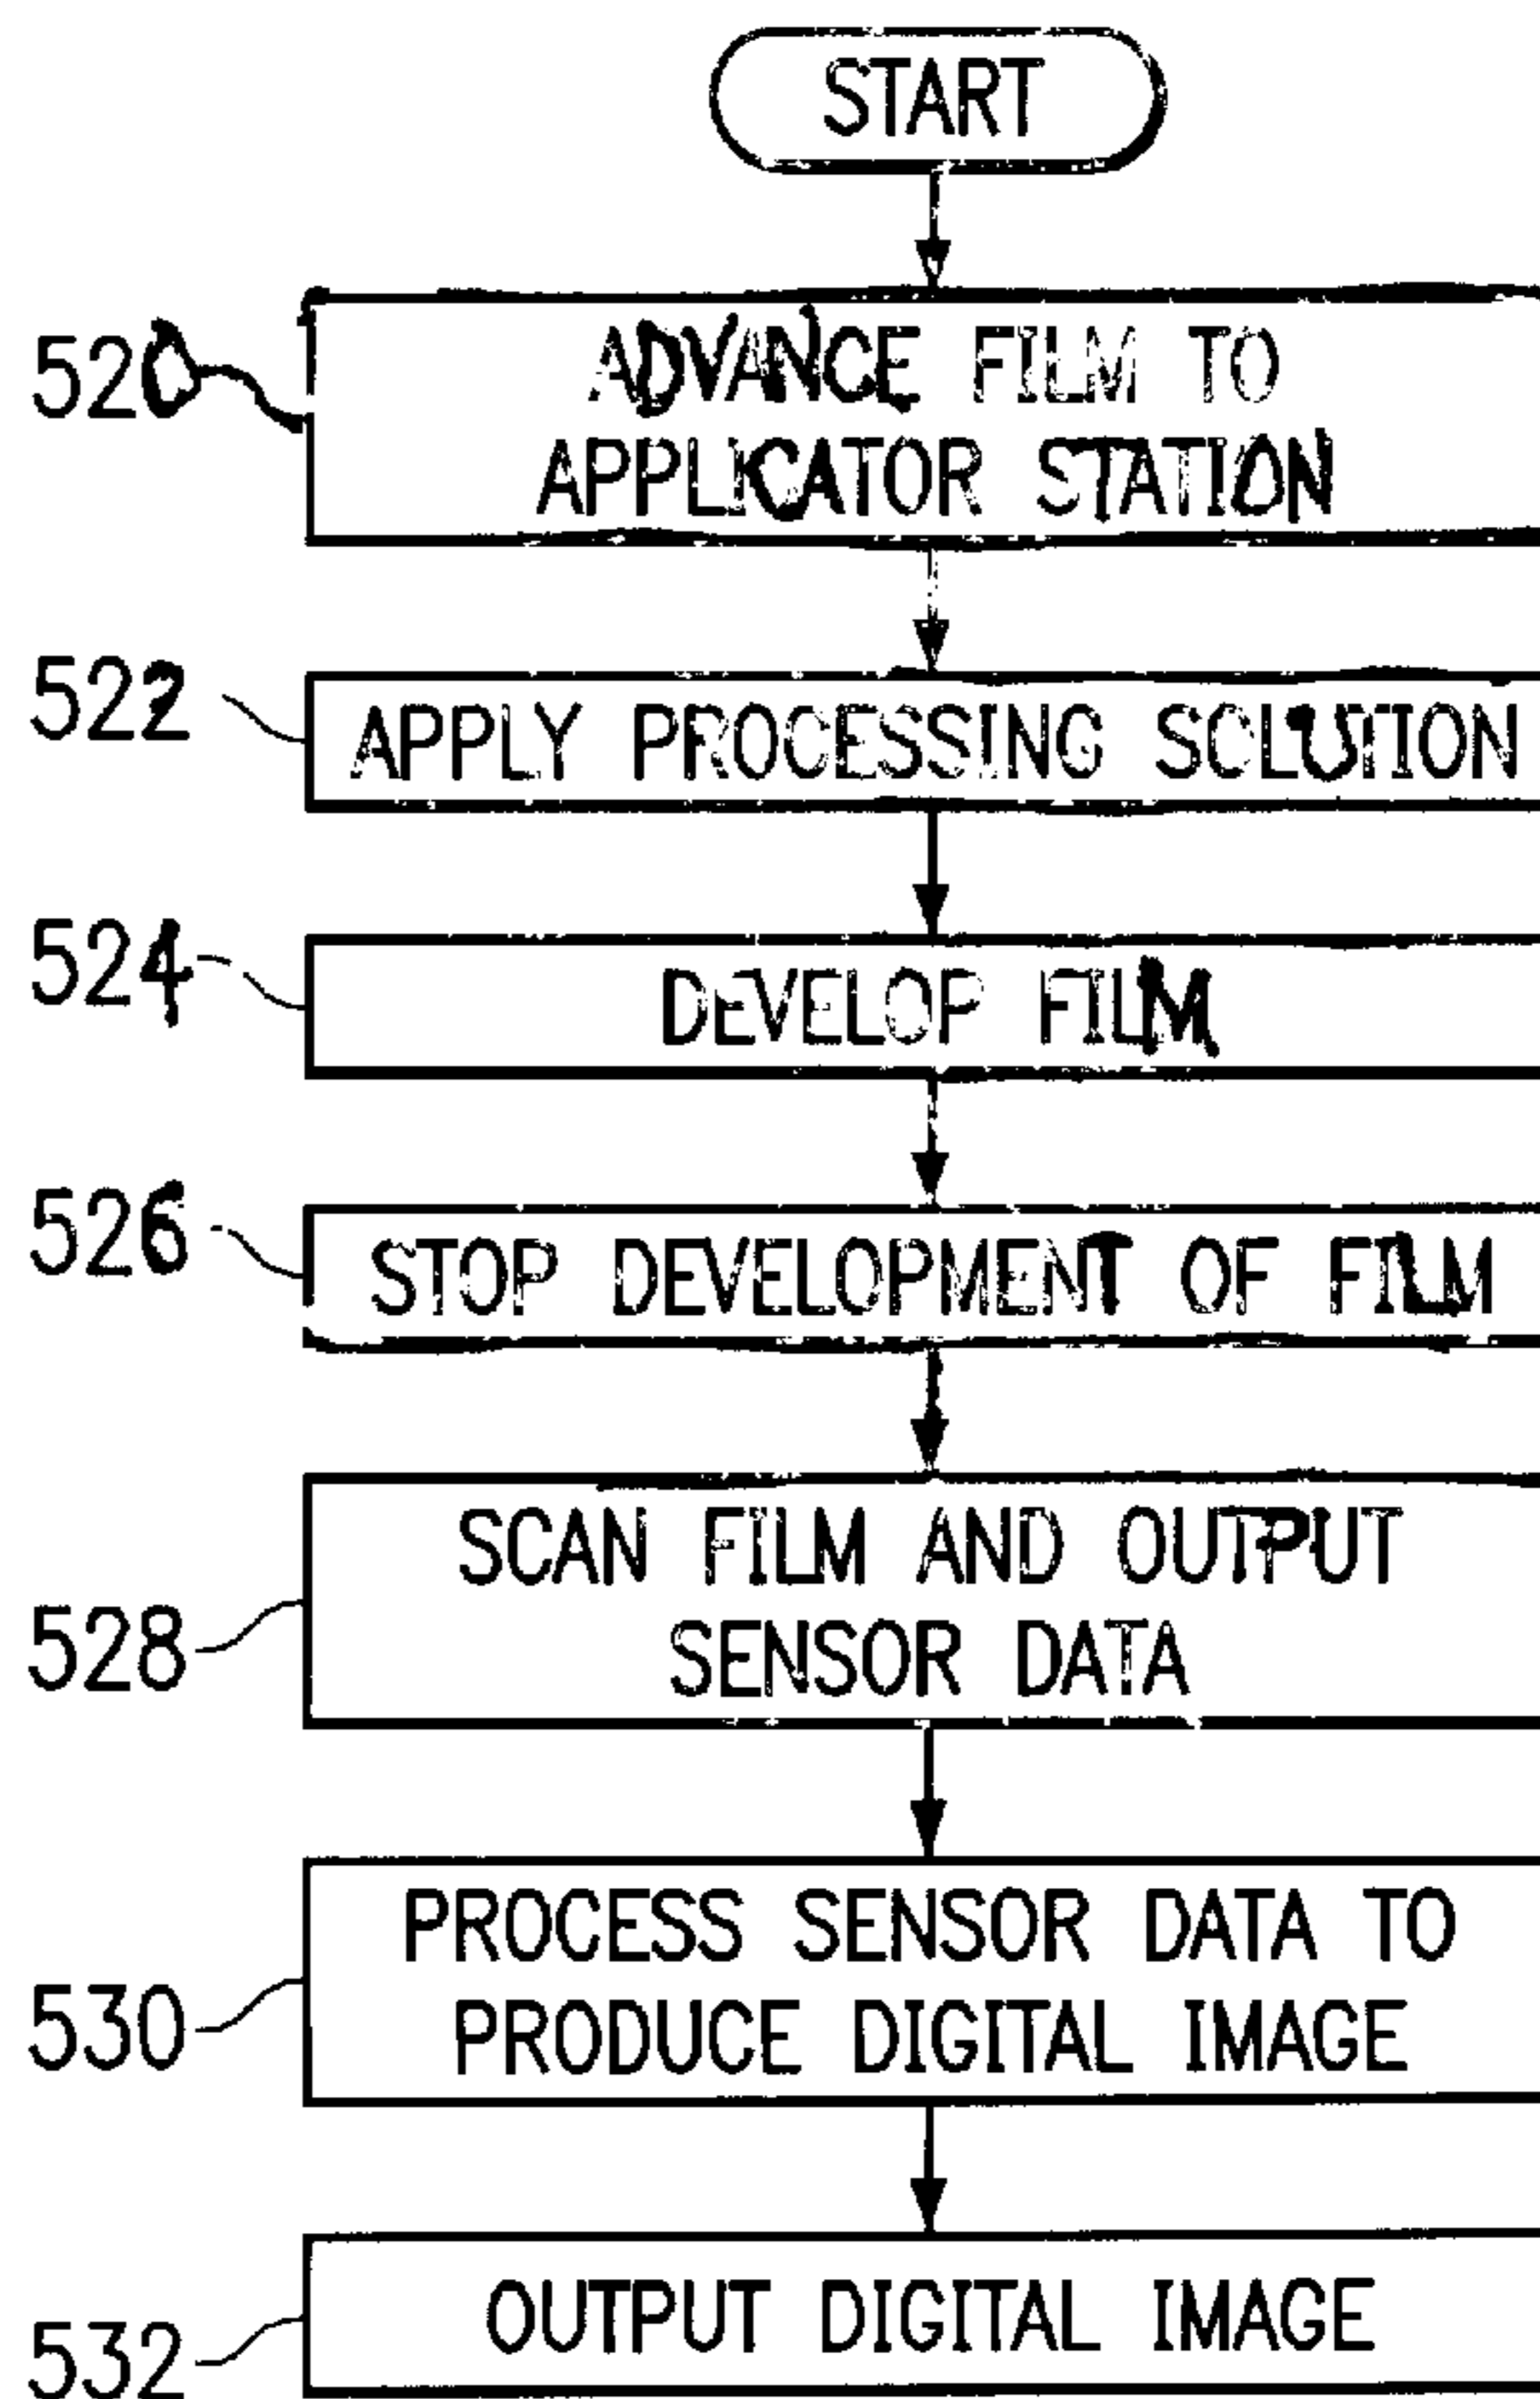 START
520
ADVANCE FILM TO
APPLICATOR STATION
522
APPLY PROCESSING SOLUTION
524
DEVELOP FILM
526
STOP DEVELOPMENT OF FILM
528
SCAN FILM AND OUTPUT
SENSOR DATA
530
PROCESS SENSOR DATA TO
PRODUCE DIGITAL IMAGE
532
OUTPUT DIGITAL IMAGE